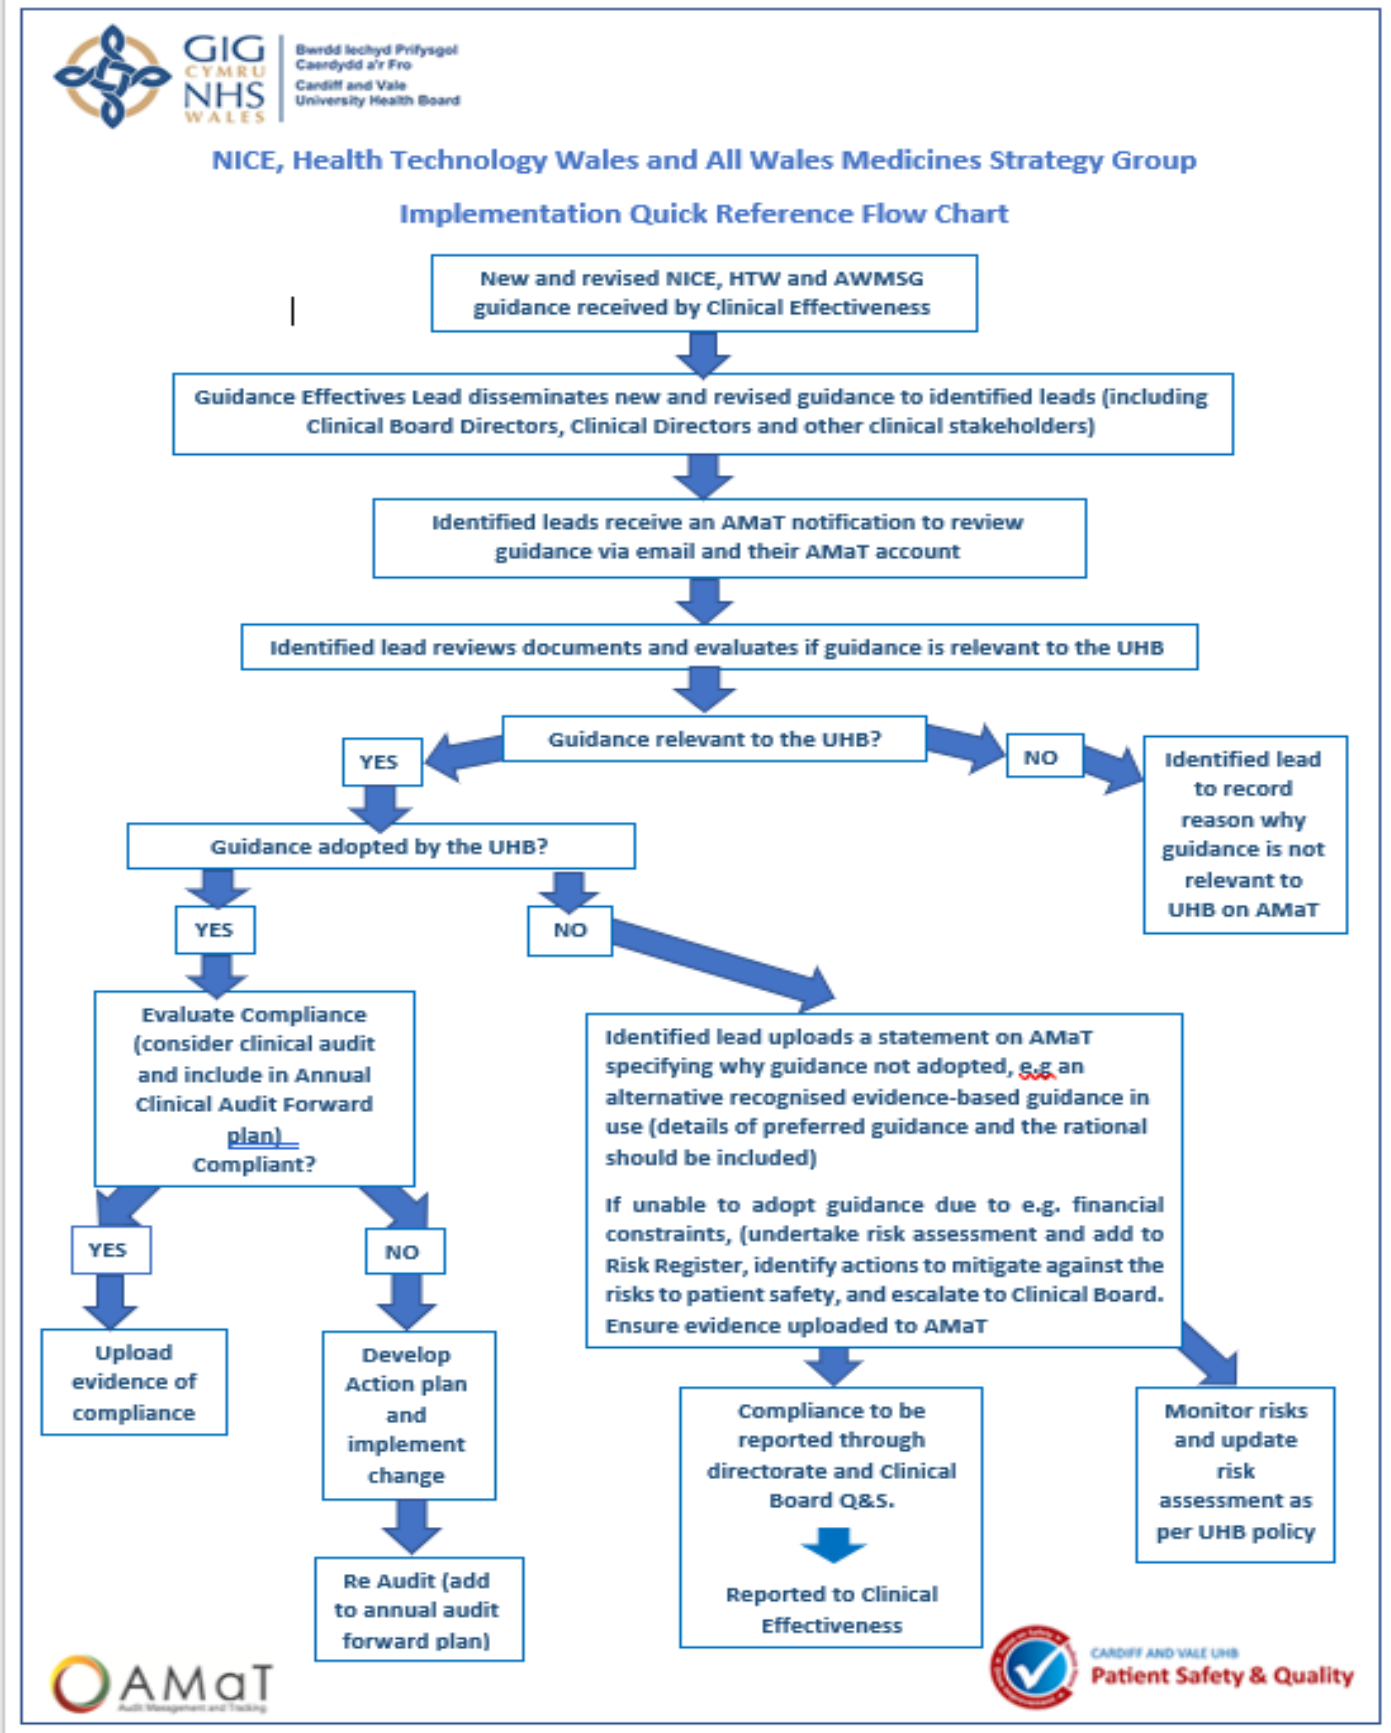 GIG
CYMRU
NHS
WALES
Bwrdd Iechyd Prifysgol
Caerdydd a'r Fro
Cardiff and Vale
University Health Board
NICE, Health Technology Wales and All Wales Medicines Strategy Group
Implementation Quick Reference Flow Chart
New and revised NICE, HTW and AWMSG
guidance received by Clinical Effectiveness
Guidance Effectives Lead disseminates new and revised guidance to identified leads (including
Clinical Board Directors, Clinical Directors and other clinical stakeholders)
Identified leads receive an AMaT notification to review
guidance via email and their AMaT account
Identified lead reviews documents and evaluates if guidance is relevant to the UHB
Guidance relevant to the UHB?
YES
NO
Identified lead
to record
reason why
guidance is not
relevant to
UHB on AMaT
Guidance adopted by the UHB?
YES
NO
Evaluate Compliance
(consider clinical audit
and include in Annual
Clinical Audit Forward
plan)
Compliant?
Identified lead uploads a statement on AMaT
specifying why guidance not adopted, e.g an
alternative recognised evidence-based guidance in
use (details of preferred guidance and the rational
should be included)
If unable to adopt guidance due to e.g. financial
constraints, (undertake risk assessment and add to
Risk Register, identify actions to mitigate against the
risks to patient safety, and escalate to Clinical Board.
Ensure evidence uploaded to AMaT
YES
NO
Upload
evidence of
compliance
Develop
Action plan
and
implement
change
Re Audit (add
to annual audit
forward plan)
Compliance to be
reported through
directorate and Clinical
Board Q&S.
Reported to Clinical
Effectiveness
Monitor risks
and update
risk
assessment as
per UHB policy
AMaT
Audit Management and Tracking
CARDIFF AND VALE UHB
Patient Safety & Quality